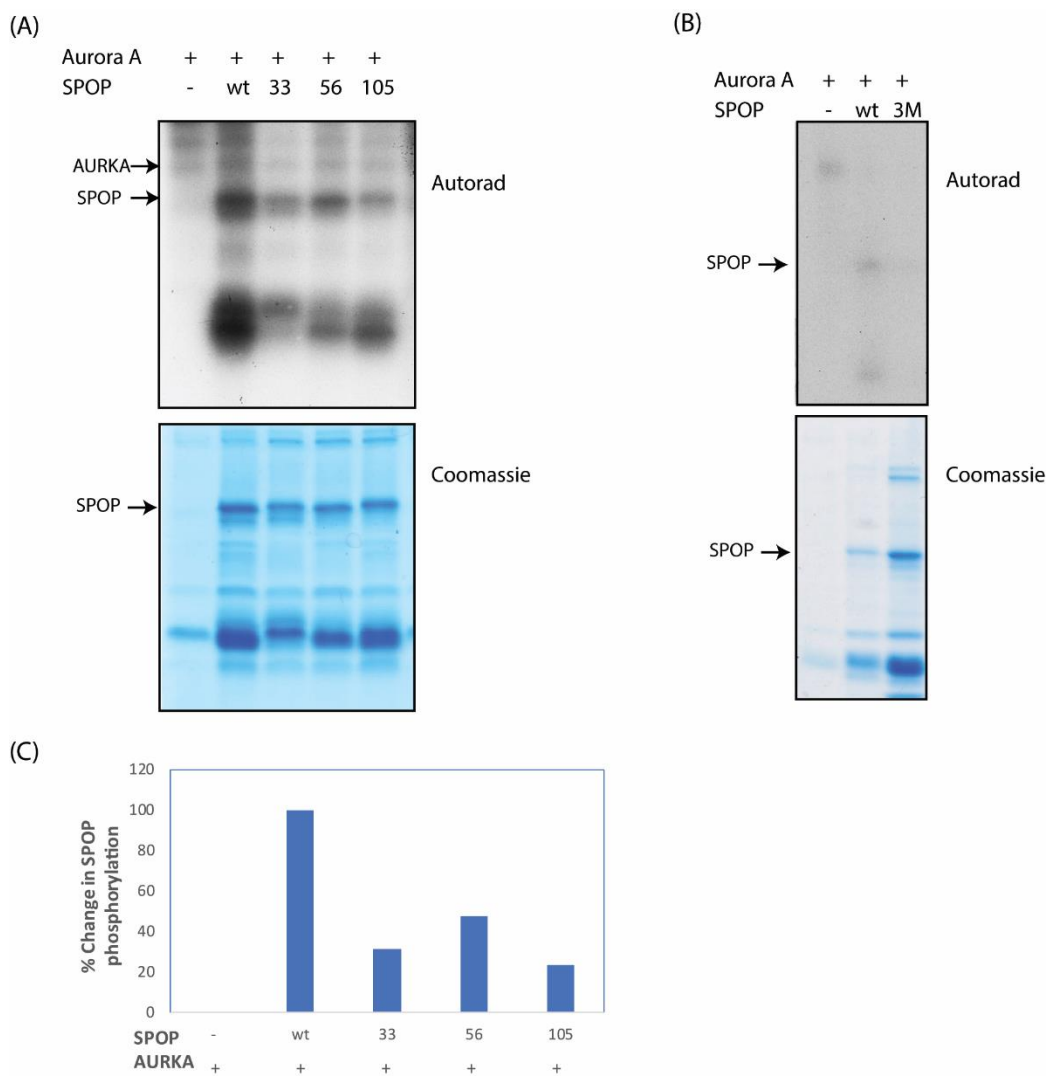 (A)
Aurora A + + + + +
SPOP - wt 33 56 105
AURKA
SPOP
Autorad
SPOP
Coomassie
(B)
Aurora A + + +
SPOP - wt 3M
Autorad
SPOP
Coomassie
SPOP
(C)
% Change in SPOP
phosphorylation
120
100
80
60
40
20
0
SPOP - wt 33 56 105
AURKA + + + + +